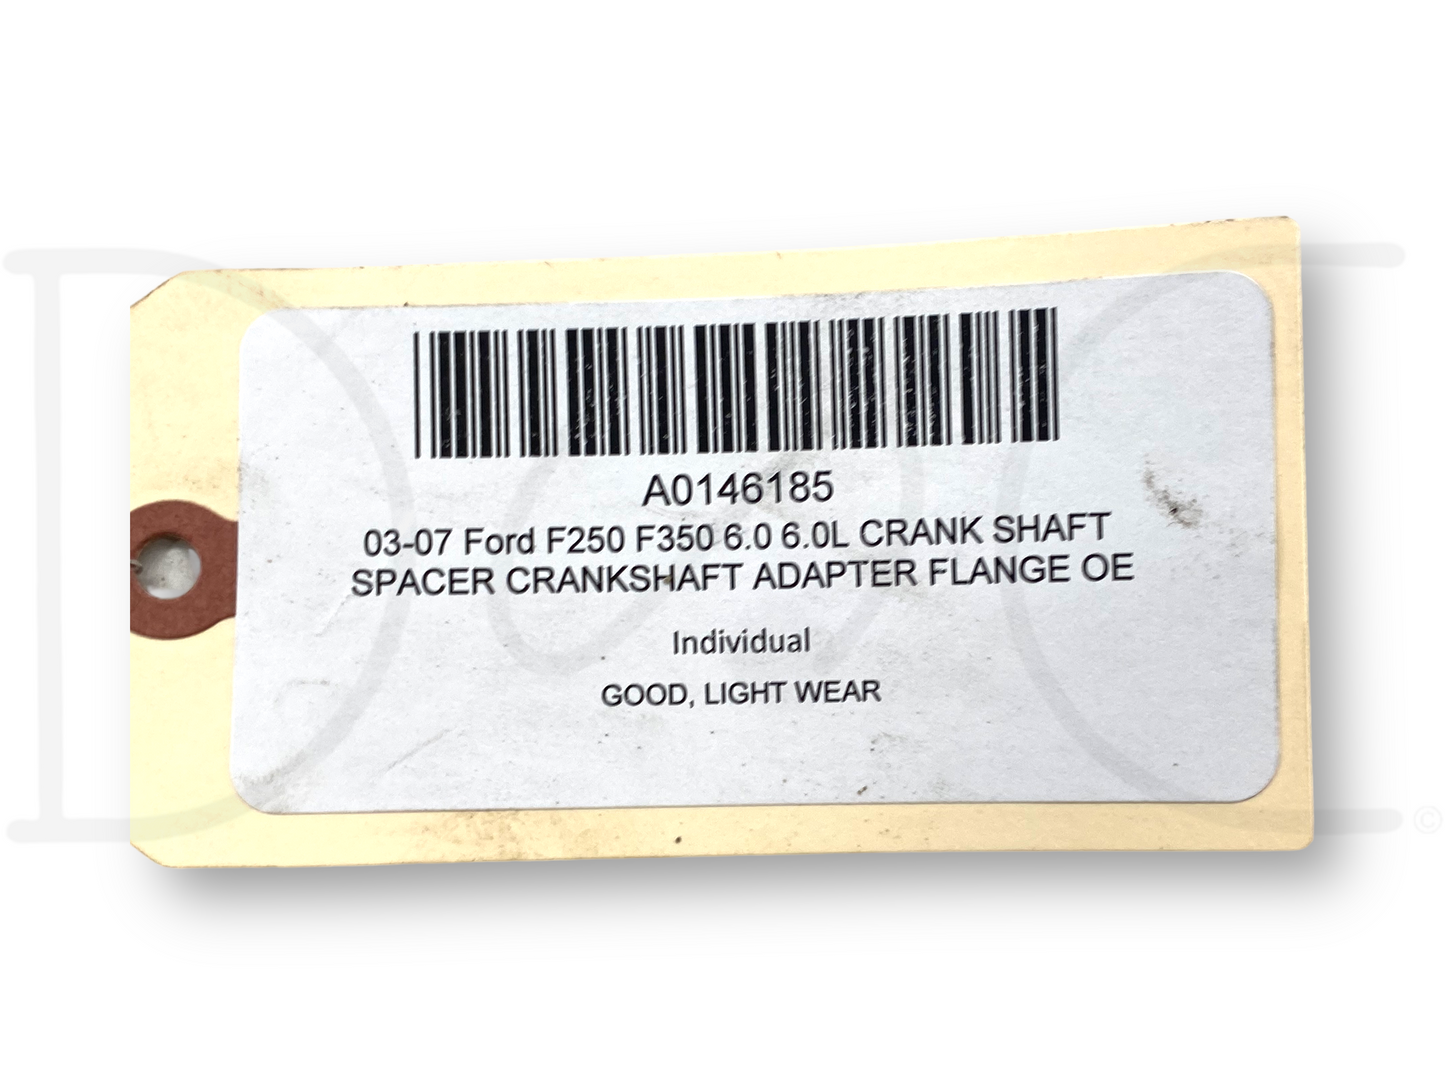 A0146185
03-07 Ford F250 F350 6.0 6.0L CRANK SHAFT
SPACER CRANKSHAFT ADAPTER FLANGE OE
Individual
GOOD, LIGHT WEAR
©